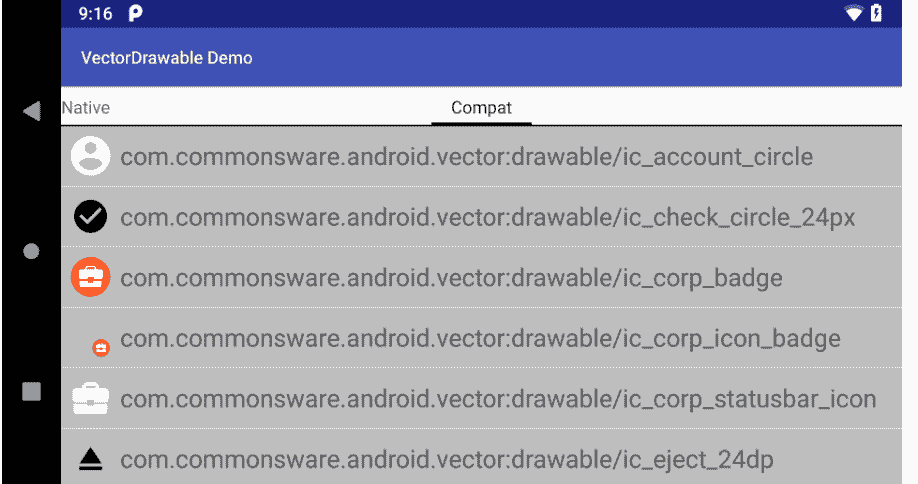 9:16
VectorDrawable Demo
Native Compat
com.commonsware.android.vector:drawable/ic_account_circle
com.commonsware.android.vector:drawable/ic_check_circle_24px
com.commonsware.android.vector:drawable/ic_corp_badge
com.commonsware.android.vector:drawable/ic_corp_icon_badge
com.commonsware.android.vector:drawable/ic_corp_statusbar_icon
com.commonsware.android.vector:drawable/ic_eject_24dp